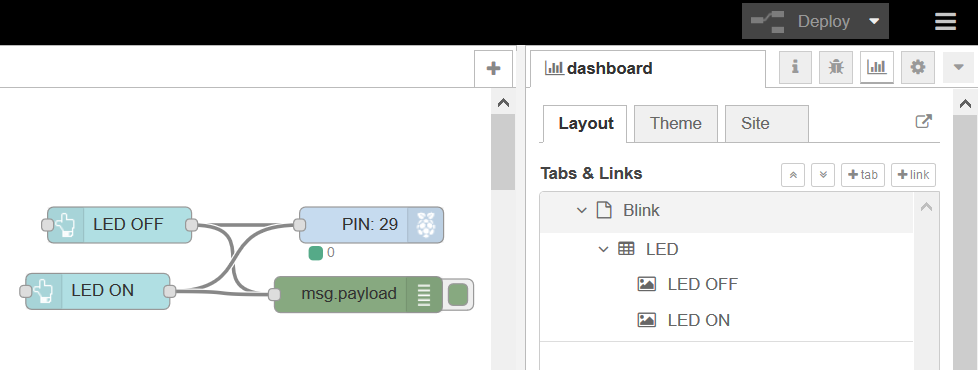 Deploy
dashboard
Layout
Theme
Site
Tabs & Links
+tab
+link
Blink
LED
LED OFF
LED ON
LED OFF
PIN: 29
0
LED ON
msg.payload